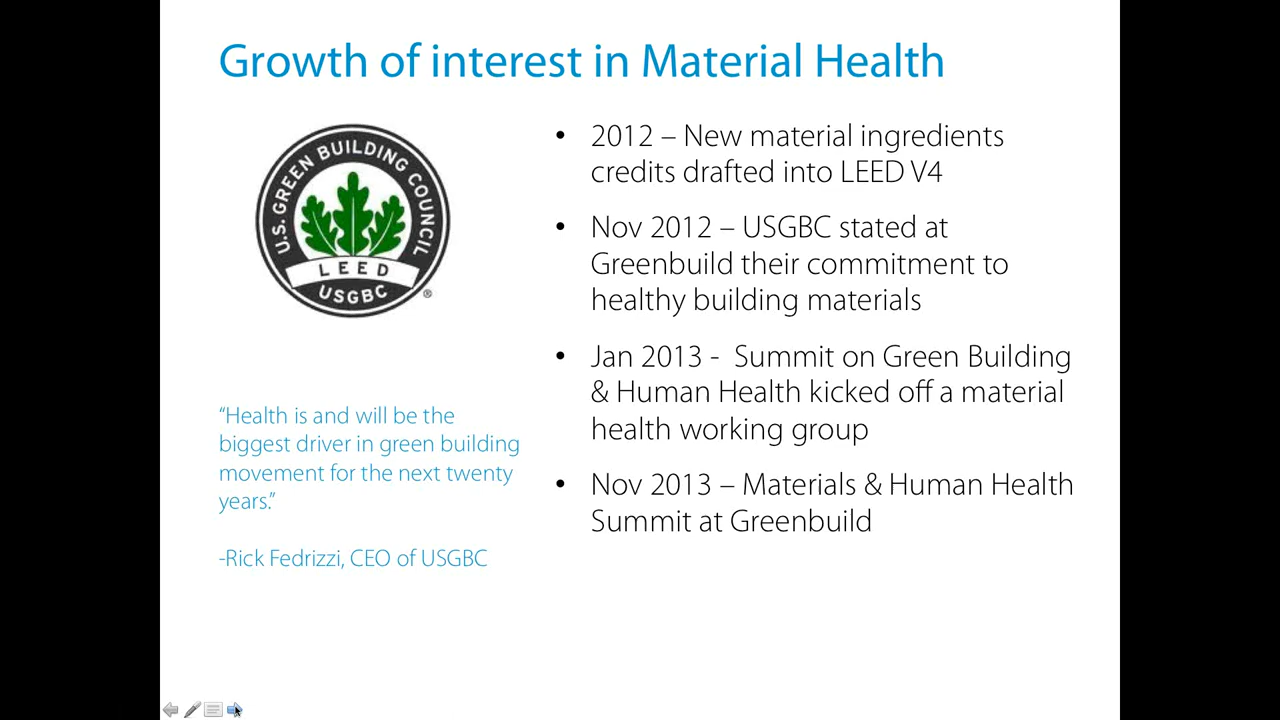 Growth of interest in Material Health
U.S. GREEN BUILDING COUNCIL
LEED
USGBC
®
“Health is and will be the
biggest driver in green building
movement for the next twenty
years.”
-Rick Fedrizzi, CEO of USGBC
• 2012 – New material ingredients
credits drafted into LEED V4
• Nov 2012 – USGBC stated at
Greenbuild their commitment to
healthy building materials
• Jan 2013 -  Summit on Green Building
& Human Health kicked off a material
health working group
• Nov 2013 – Materials & Human Health
Summit at Greenbuild